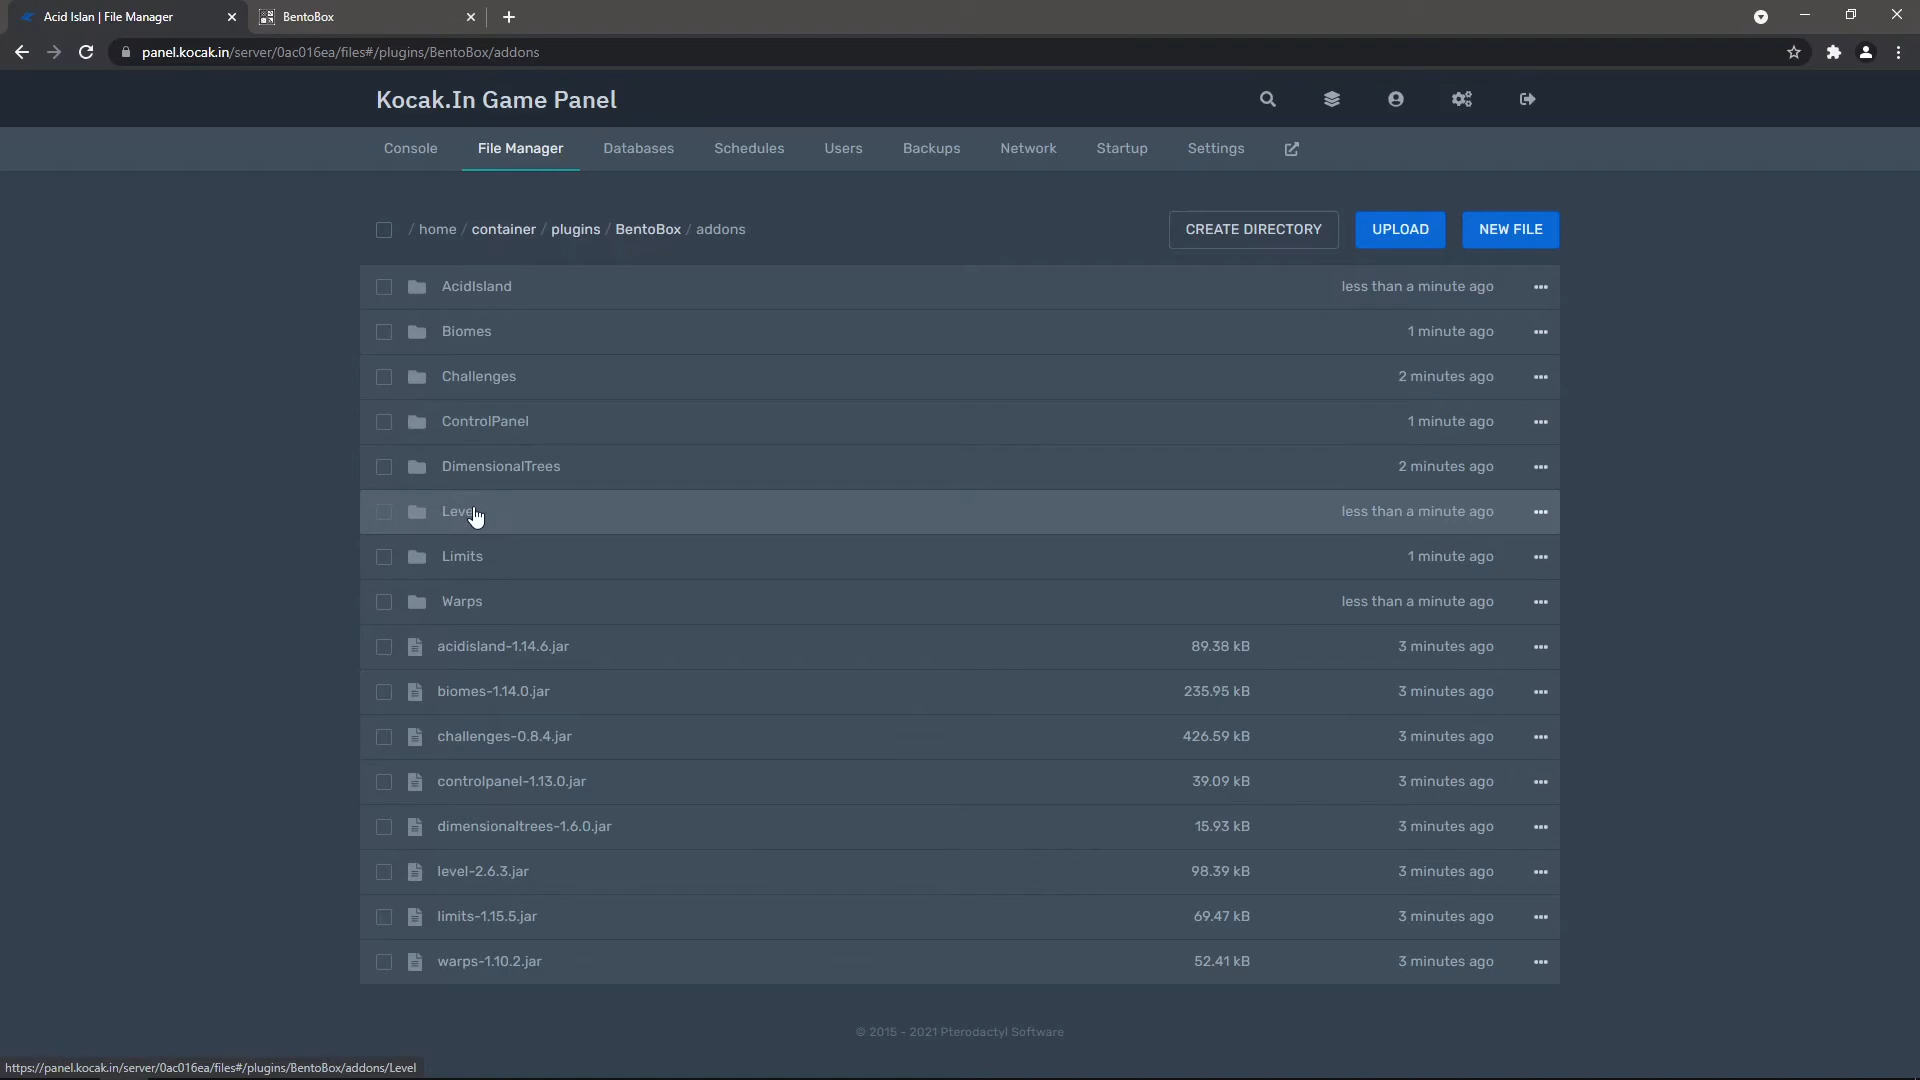 Acid Islan | File Manager
BentoBox
panel.kocak.in/server/0ac016ea/files#/plugins/BentoBox/addons
Kocak.In Game Panel
Console File Manager Databases Schedules Users Backups Network Startup Settings
/ home / container / plugins / BentoBox / addons
CREATE DIRECTORY UPLOAD NEW FILE
AcidIsland less than a minute ago
Biomes 1 minute ago
Challenges 2 minutes ago
ControlPanel 1 minute ago
DimensionalTrees 2 minutes ago
Level less than a minute ago
Limits 1 minute ago
Warps less than a minute ago
acidisland-1.14.6.jar 89.38 kB 3 minutes ago
biomes-1.14.0.jar 235.95 kB 3 minutes ago
challenges-0.8.4.jar 426.59 kB 3 minutes ago
controlpanel-1.13.0.jar 39.09 kB 3 minutes ago
dimensionaltrees-1.6.0.jar 15.93 kB 3 minutes ago
level-2.6.3.jar 98.39 kB 3 minutes ago
limits-1.15.5.jar 69.47 kB 3 minutes ago
warps-1.10.2.jar 52.41 kB 3 minutes ago
© 2015 - 2021 Pterodactyl Software
https://panel.kocak.in/server/0ac016ea/files#/plugins/BentoBox/addons/Level